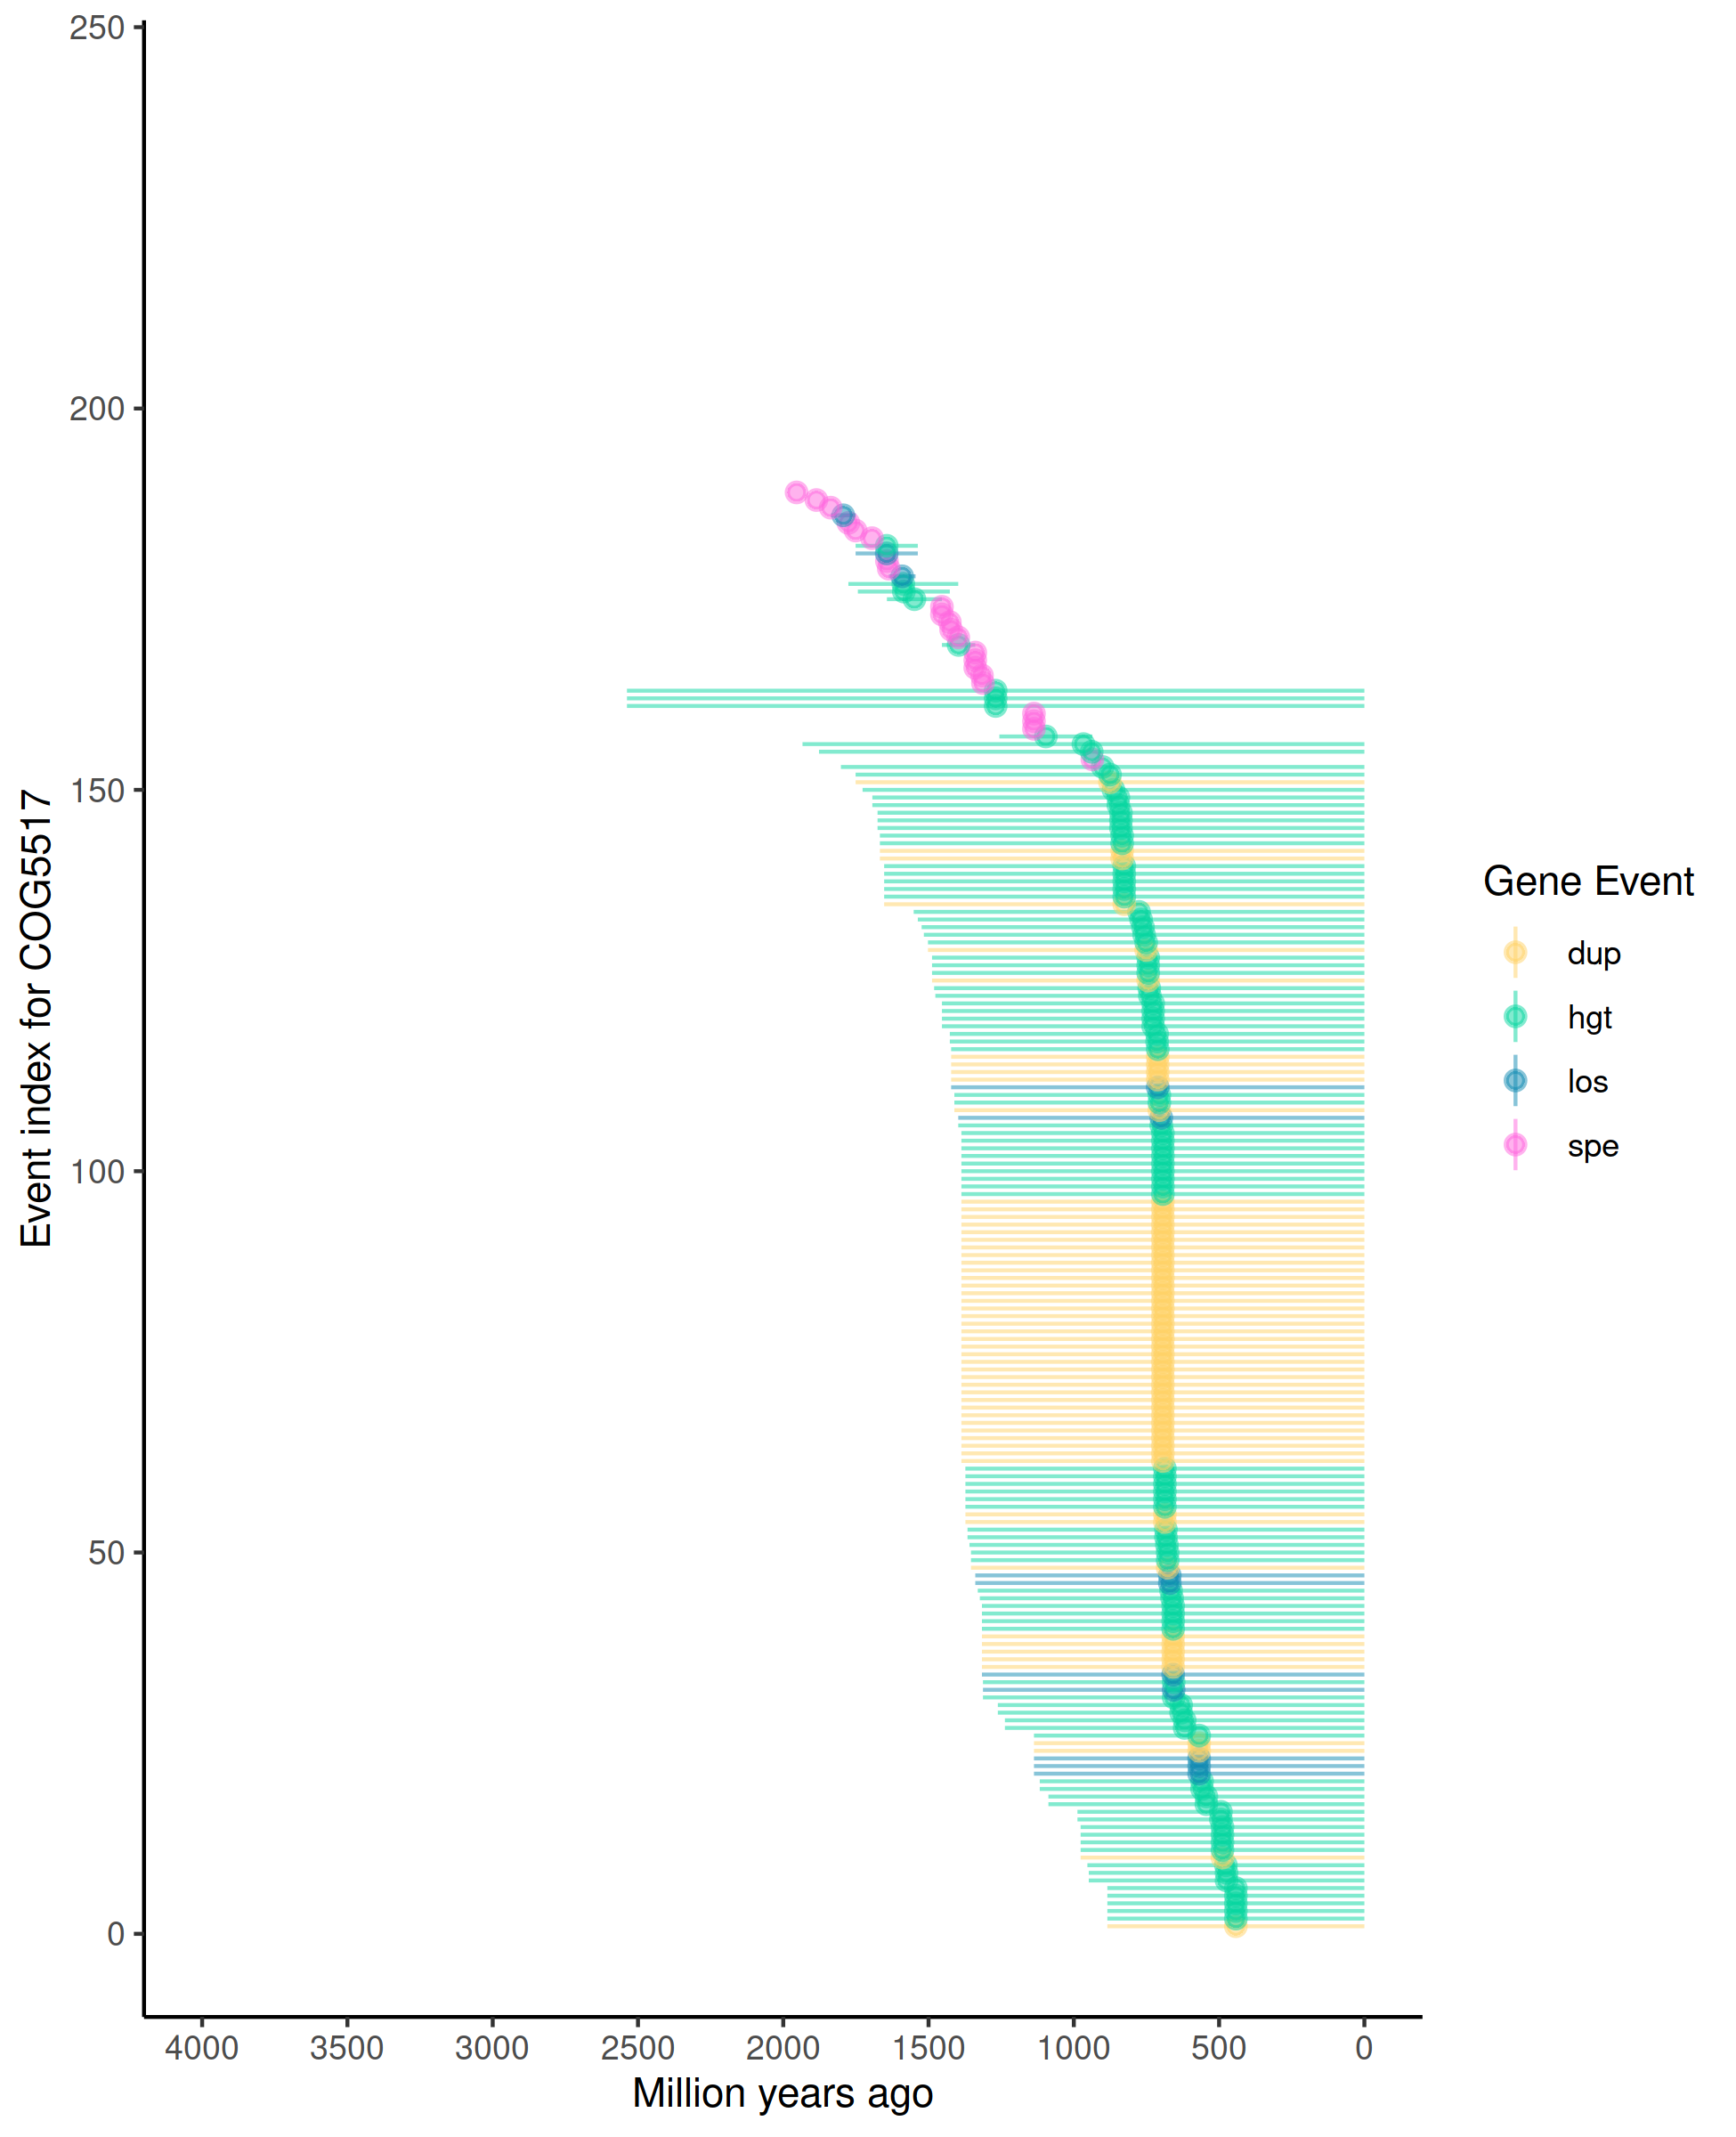 250
200
150
100
50
0
Event index for COG5517
4000 3500 3000 2500 2000 1500 1000 500 0
Million years ago
Gene Event
dup
hgt
los
spe